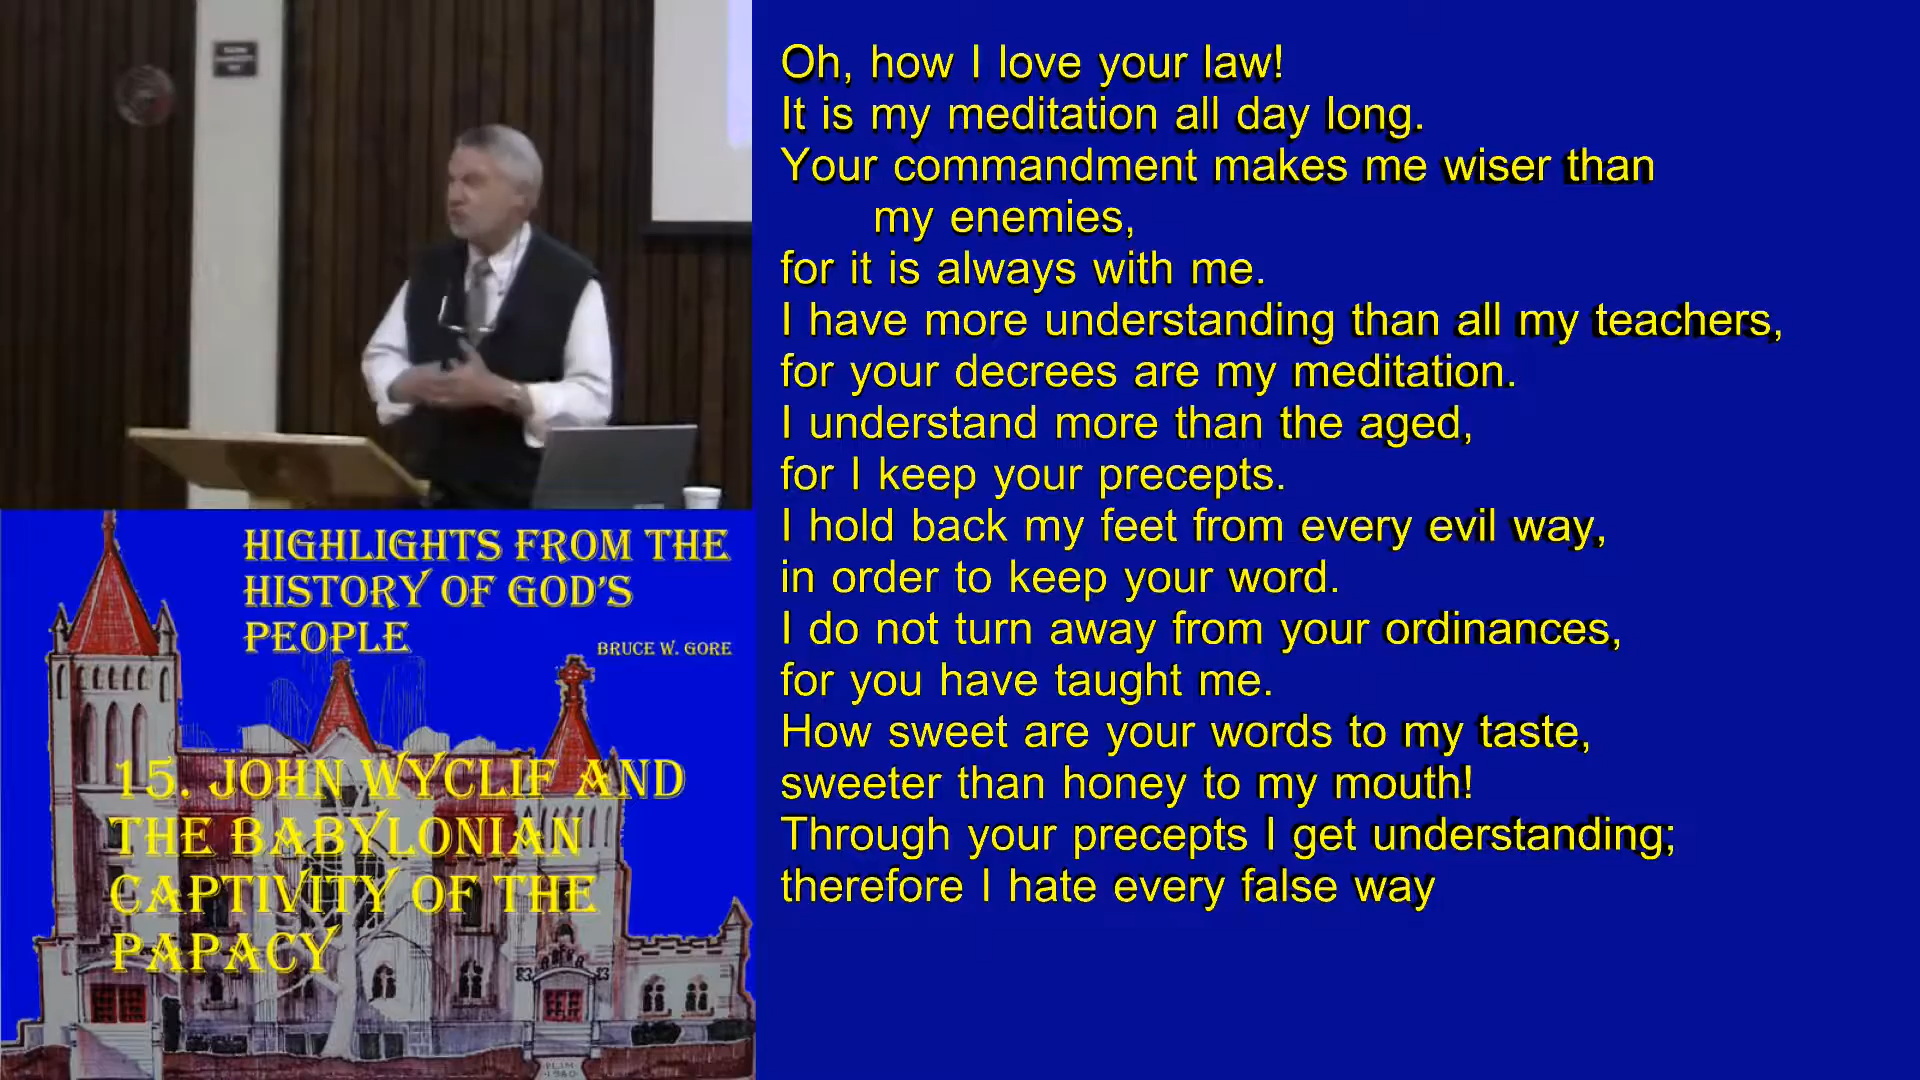 Oh, how I love your law!
It is my meditation all day long.
Your commandment makes me wiser than
my enemies,
for it is always with me.
I have more understanding than all my teachers,
for your decrees are my meditation.
I understand more than the aged,
for I keep your precepts.
I hold back my feet from every evil way,
in order to keep your word.
I do not turn away from your ordinances,
for you have taught me.
How sweet are your words to my taste,
sweeter than honey to my mouth!
Through your precepts I get understanding;
therefore I hate every false way
HIGHLIGHTS FROM THE
HISTORY OF GOD'S
PEOPLE
BRUCE W. GORE
15. JOHN WYCLIF AND
THE BABYLONIAN
CAPTIVITY OF THE
PAPACY